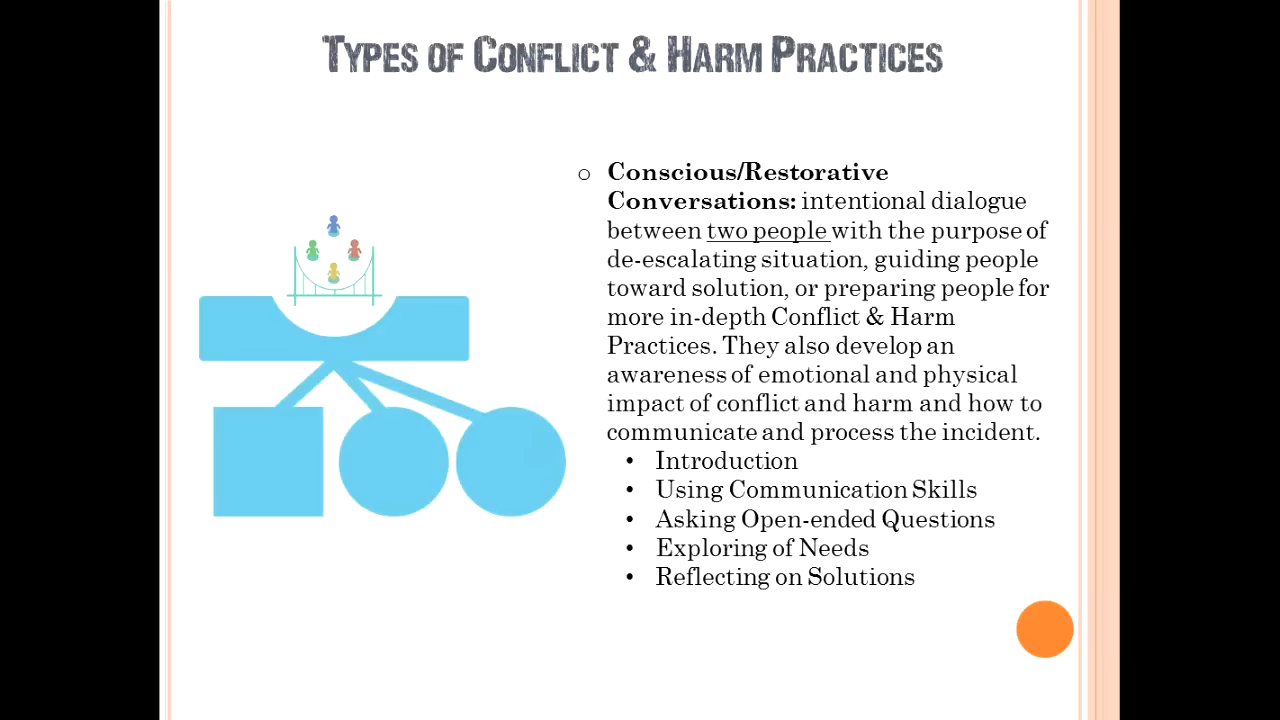 TYPES OF CONFLICT & HARM PRACTICES
o Conscious/Restorative
Conversations: intentional dialogue
between two people with the purpose of
de-escalating situation, guiding people
toward solution, or preparing people for
more in-depth Conflict & Harm
Practices. They also develop an
awareness of emotional and physical
impact of conflict and harm and how to
communicate and process the incident.
• Introduction
• Using Communication Skills
• Asking Open-ended Questions
• Exploring of Needs
• Reflecting on Solutions